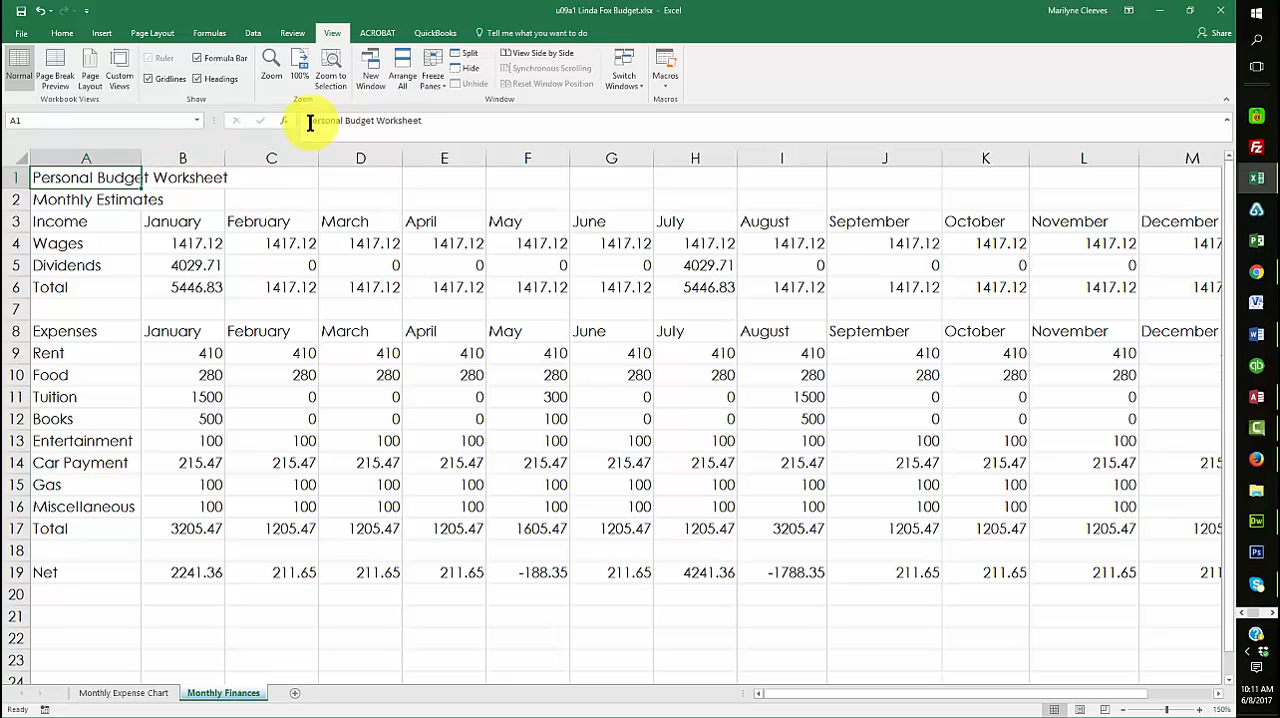 u09a1 Linda Fox Budget.xlsx - Excel
Marilyne Cleeves
File Home Insert Page Layout Formulas Data Review View ACROBAT QuickBooks Tell me what you want to do Share
Normal Page Break Preview Page Layout Custom Views
Workbook Views
Ruler Formula Bar
Gridlines Headings
Show
Zoom 100% Zoom to Selection
Zoom
New Window Arrange All Freeze Panes
Split
Hide
Unhide
View Side by Side
Synchronous Scrolling
Reset Window Position
Window
Switch Windows
Macros
Macros
A1 Personal Budget Worksheet
A B C D E F G H I J K L M
1 Personal Budget Worksheet
2 Monthly Estimates
3 Income January February March April May June July August September October November December
4 Wages 1417.12 1417.12 1417.12 1417.12 1417.12 1417.12 1417.12 1417.12 1417.12 1417.12 1417.12 1417
5 Dividends 4029.71 0 0 0 0 0 4029.71 0 0 0 0
6 Total 5446.83 1417.12 1417.12 1417.12 1417.12 1417.12 5446.83 1417.12 1417.12 1417.12 1417.12 1417
7
8 Expenses January February March April May June July August September October November December
9 Rent 410 410 410 410 410 410 410 410 410 410 410
10 Food 280 280 280 280 280 280 280 280 280 280 280
11 Tuition 1500 0 0 0 300 0 0 1500 0 0 0
12 Books 500 0 0 0 100 0 0 500 0 0 0
13 Entertainment 100 100 100 100 100 100 100 100 100 100 100
14 Car Payment 215.47 215.47 215.47 215.47 215.47 215.47 215.47 215.47 215.47 215.47 215.47 215
15 Gas 100 100 100 100 100 100 100 100 100 100 100
16 Miscellaneous 100 100 100 100 100 100 100 100 100 100 100
17 Total 3205.47 1205.47 1205.47 1205.47 1605.47 1205.47 1205.47 3205.47 1205.47 1205.47 1205.47 1205
18
19 Net 2241.36 211.65 211.65 211.65 -188.35 211.65 4241.36 -1788.35 211.65 211.65 211.65 211
20
21
22
23
24
Monthly Expense Chart Monthly Finances
Ready 150%
10:11 AM
6/8/2017